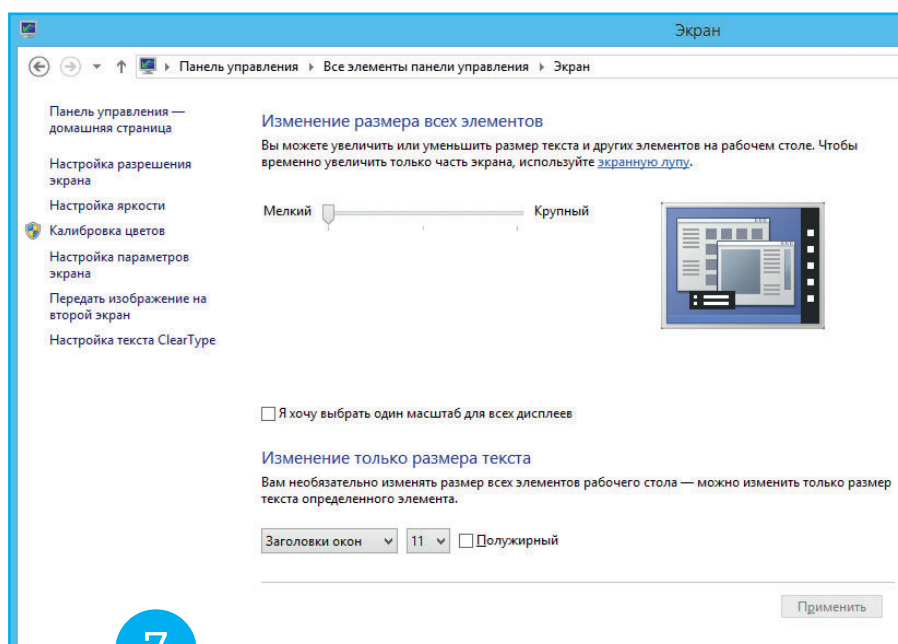 Экран
Панель управления ▸ Все элементы панели управления ▸ Экран
Панель управления —
домашняя страница
Настройка разрешения
экрана
Настройка яркости
Калибровка цветов
Настройка параметров
экрана
Передать изображение на
второй экран
Настройка текста ClearType
Изменение размера всех элементов
Вы можете увеличить или уменьшить размер текста и других элементов на рабочем столе. Чтобы
временно увеличить только часть экрана, используйте экранную лупу.
Мелкий Крупный
Я хочу выбрать один масштаб для всех дисплеев
Изменение только размера текста
Вам необязательно изменять размер всех элементов рабочего стола — можно изменить только размер
текста определенного элемента.
Заголовки окон 11 Полужирный
Применить
7